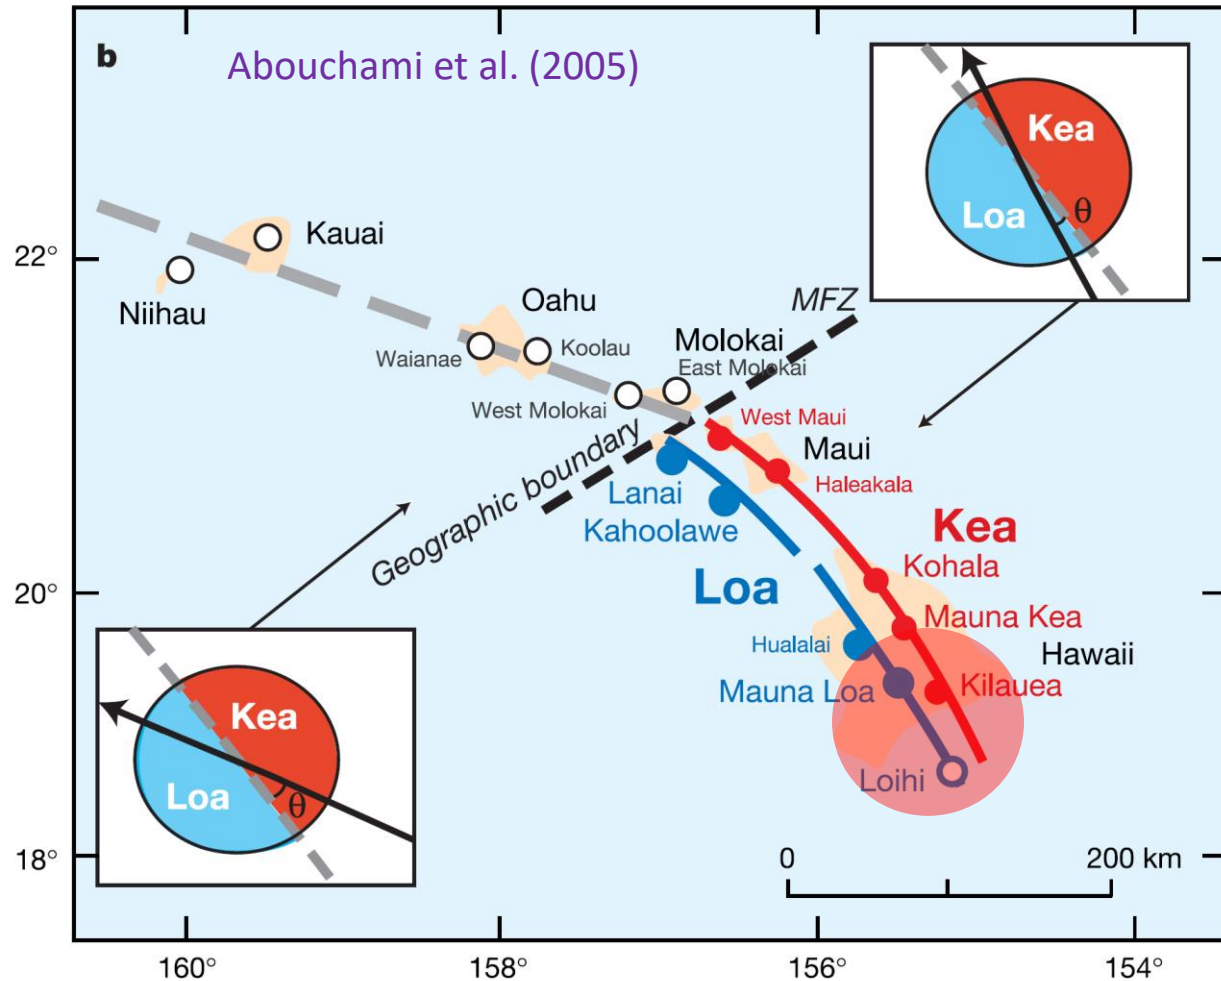 b
Abouchami et al. (2005)
Kea
Loa
θ
22°
Kauai
Niihau
Oahu
MFZ
Waianae
Koolau
Molokai
East Molokai
West Molokai
Geographic boundary
West Maui
Maui
Haleakala
Lanai
Kahoolawe
Kea
Kohala
20°
Loa
Mauna Kea
Hualalai
Hawaii
Mauna Loa
Kilauea
Loihi
Kea
Loa
θ
18°
0 200 km
160° 158° 156° 154°